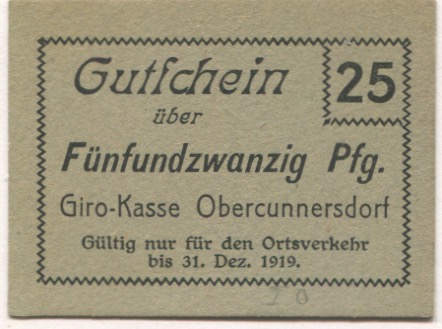 Gutſchein
25
über
Fünfundzwanzig Pfg.
Giro-Kasse Obercunnersdorf
Gültig nur für den Ortsverkehr
bis 31. Dez. 1919.